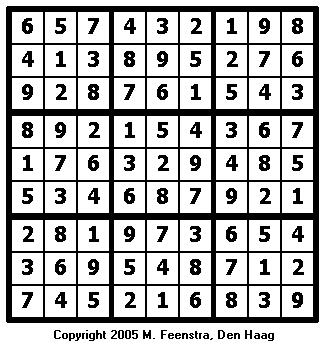 6 5 7 4 3 2 1 9 8
4 1 3 8 9 5 2 7 6
9 2 8 7 6 1 5 4 3
8 9 2 1 5 4 3 6 7
1 7 6 3 2 9 4 8 5
5 3 4 6 8 7 9 2 1
2 8 1 9 7 3 6 5 4
3 6 9 5 4 8 7 1 2
7 4 5 2 1 6 8 3 9
Copyright 2005 M. Feenstra, Den Haag